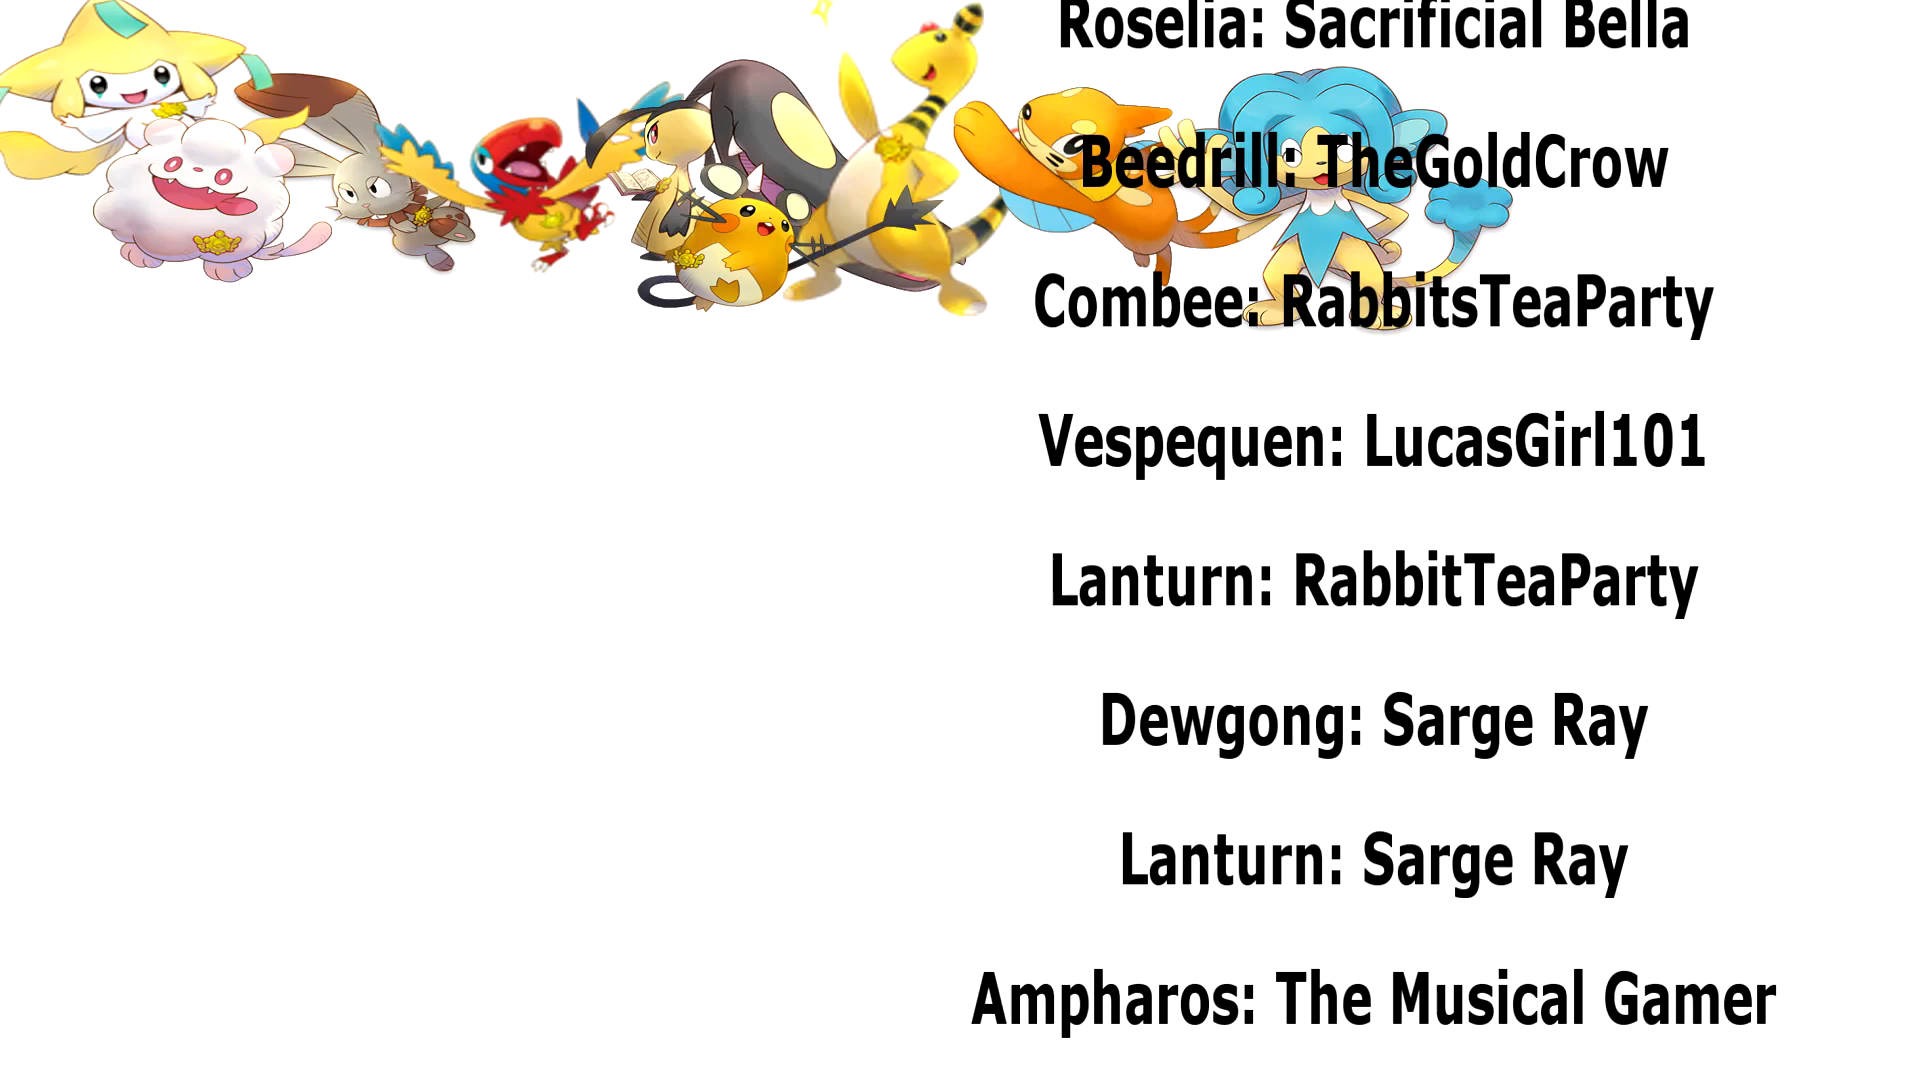 Roselia: Sacrificial Bella
Beedrill: TheGoldCrow
Combee: RabbitsTeaParty
Vespequen: LucasGirl101
Lanturn: RabbitTeaParty
Dewgong: Sarge Ray
Lanturn: Sarge Ray
Ampharos: The Musical Gamer